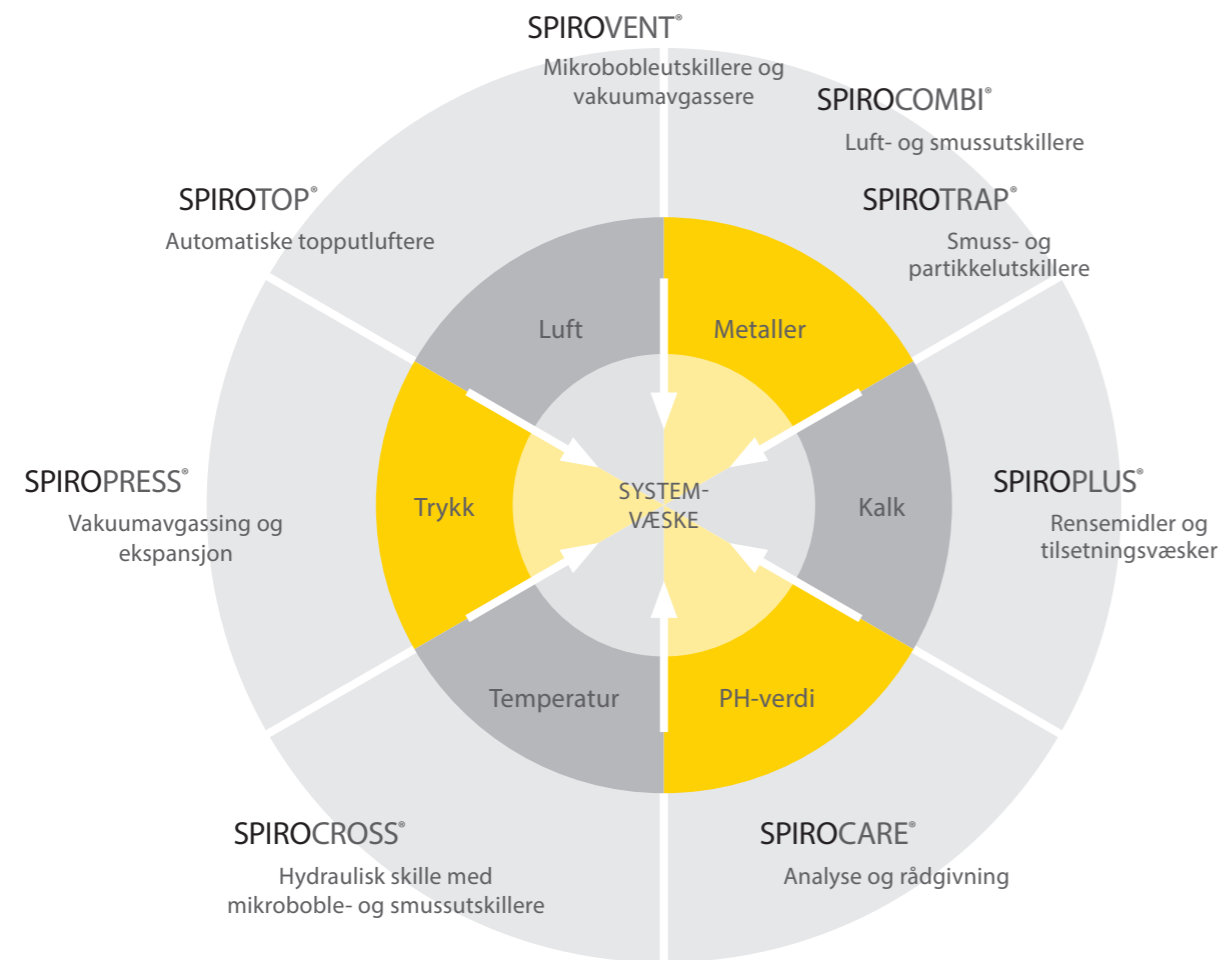 SPIROVENT®
Mikrobobleutskillere og
vakuumavgassere
SPIROCOMBI®
Luft- og smussutskillere
SPIROTOP®
Automatiske topputluftere
SPIROTRAP®
Smuss- og
partikkelutskillere
Luft
Metaller
SPIROPRESS®
Vakuumavgassing og
ekspansjon
Trykk
SYSTEM-
VÆSKE
Kalk
SPIROPLUS®
Rensemidler og
tilsetningsvæsker
Temperatur
PH-verdi
SPIROCROSS®
Hydraulisk skille med
mikroboble- og smussutskillere
SPIROCARE®
Analyse og rådgivning